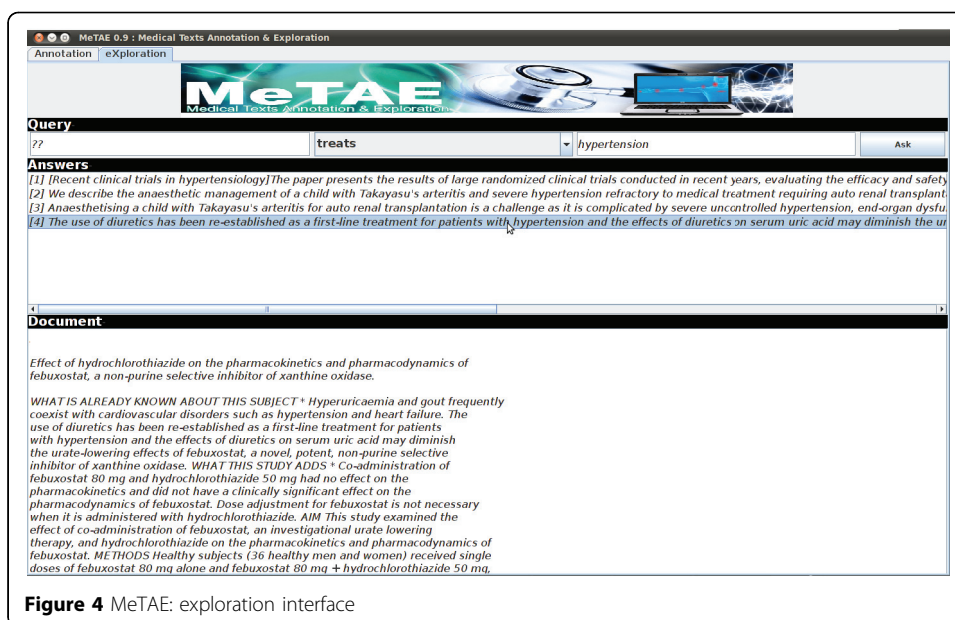 MeTAE 0.9 : Medical Texts Annotation & Exploration
Annotation eXploration
MeTAE
Medical Texts Annotation & Exploration
Query
?? treats hypertension Ask
Answers
[1] [Recent clinical trials in hypertensiology]The paper presents the results of large randomized clinical trials conducted in recent years, evaluating the efficacy and safety
[2] We describe the anaesthetic management of a child with Takayasu's arteritis and severe hypertension refractory to medical treatment requiring auto renal transplant
[3] Anaesthetising a child with Takayasu's arteritis for auto renal transplantation is a challenge as it is complicated by severe uncontrolled hypertension, end-organ dysfu
[4] The use of diuretics has been re-established as a first-line treatment for patients with hypertension and the effects of diuretics on serum uric acid may diminish the ur
Document
Effect of hydrochlorothiazide on the pharmacokinetics and pharmacodynamics of
febuxostat, a non-purine selective inhibitor of xanthine oxidase.
WHAT IS ALREADY KNOWN ABOUT THIS SUBJECT * Hyperuricaemia and gout frequently
coexist with cardiovascular disorders such as hypertension and heart failure. The
use of diuretics has been re-established as a first-line treatment for patients
with hypertension and the effects of diuretics on serum uric acid may diminish
the urate-lowering effects of febuxostat, a novel, potent, non-purine selective
inhibitor of xanthine oxidase. WHAT THIS STUDY ADDS * Co-administration of
febuxostat 80 mg and hydrochlorothiazide 50 mg had no effect on the
pharmacokinetics and did not have a clinically significant effect on the
pharmacodynamics of febuxostat. Dose adjustment for febuxostat is not necessary
when it is administered with hydrochlorothiazide. AIM This study examined the
effect of co-administration of febuxostat, an investigational urate lowering
therapy, and hydrochlorothiazide on the pharmacokinetics and pharmacodynamics of
febuxostat. METHODS Healthy subjects (36 healthy men and women) received single
doses of febuxostat 80 mg alone and febuxostat 80 mg + hydrochlorothiazide 50 mg,
Figure 4 MeTAE: exploration interface